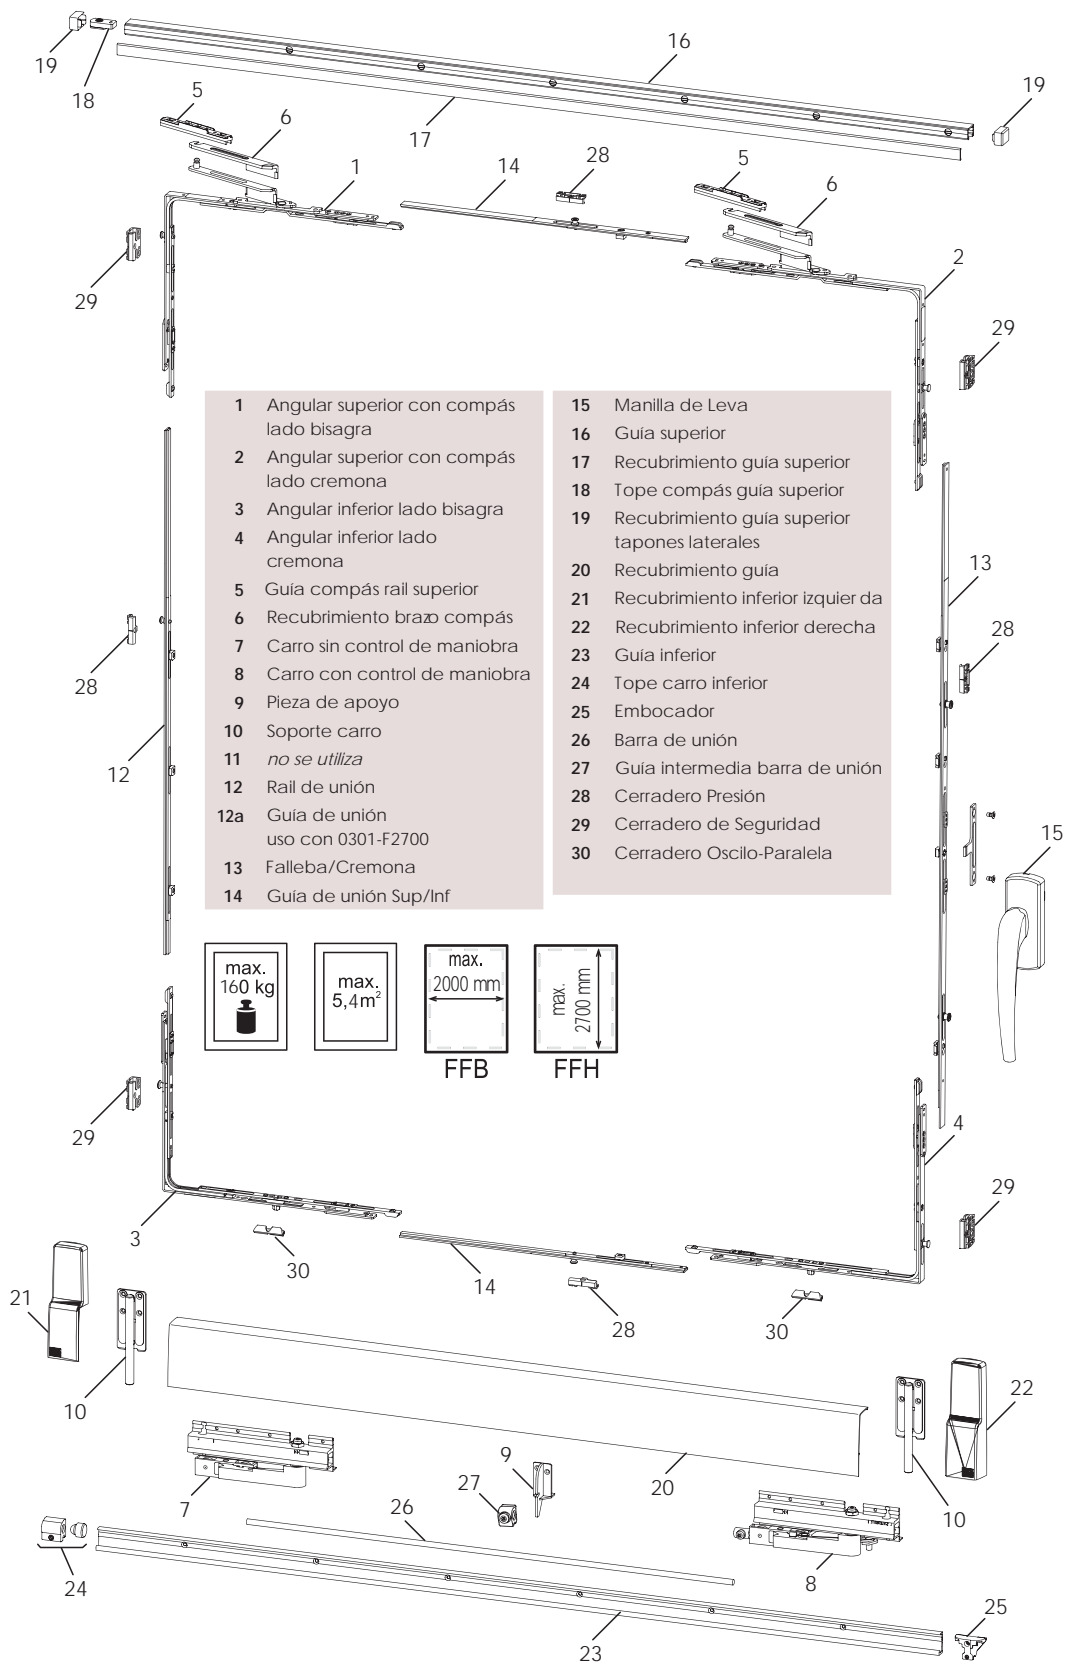 16
19
18
19
5
6
17
1
14
28
5
6
2
29
29
1 Angular superior con compás
lado bisagra
2 Angular superior con compás
lado cremona
3 Angular inferior lado bisagra
4 Angular inferior lado
cremona
5 Guía compás rail superior
6 Recubrimiento brazo compás
7 Carro sin control de maniobra
8 Carro con control de maniobra
9 Pieza de apoyo
10 Soporte carro
11 no se utiliza
12 Rail de unión
12a Guía de unión
uso con 0301-F2700
13 Falleba/Cremona
14 Guía de unión Sup/Inf
15 Manilla de Leva
16 Guía superior
17 Recubrimiento guía superior
18 Tope compás guía superior
19 Recubrimiento guía superior
tapones laterales
20 Recubrimiento guía
21 Recubrimiento inferior izquier da
22 Recubrimiento inferior derecha
23 Guía inferior
24 Tope carro inferior
25 Embocador
26 Barra de unión
27 Guía intermedia barra de unión
28 Cerradero Presión
29 Cerradero de Seguridad
30 Cerradero Oscilo-Paralela
13
28
28
12
15
max.
160 kg
max.
5,4m²
max.
2000 mm
FFB
max.
2700 mm
FFH
29
4
29
3
30
14
28
30
21
10
22
10
7
9
27
20
26
8
24
23
25